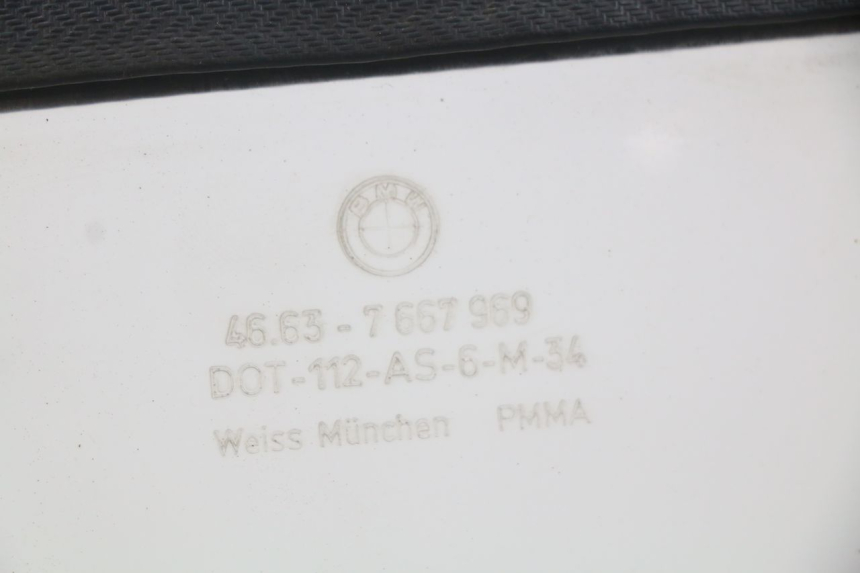 BMW
46.63 - 7 667 969
DOT-112-AS-6-M-34
Weiss München PMMA